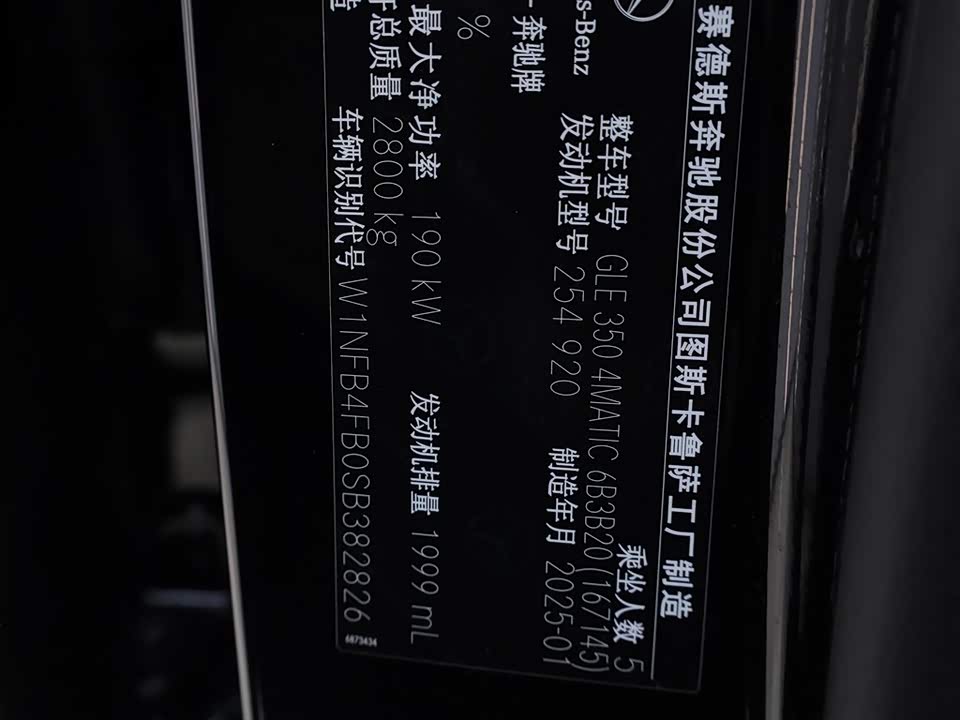 赛德斯奔驰股份公司图斯卡鲁萨工厂制造
乘坐人数 5
整车型号 GLE 350 4MATIC 6B3B20(167145)
s-Benz
发动机型号 254 920 制造年月 2025-01
奔驰牌
%
最大净功率 190 kW 发动机排量 1999 mL
总质量 2800 kg
造
车辆识别代号 W1NFB4FB0SB382826
6873434